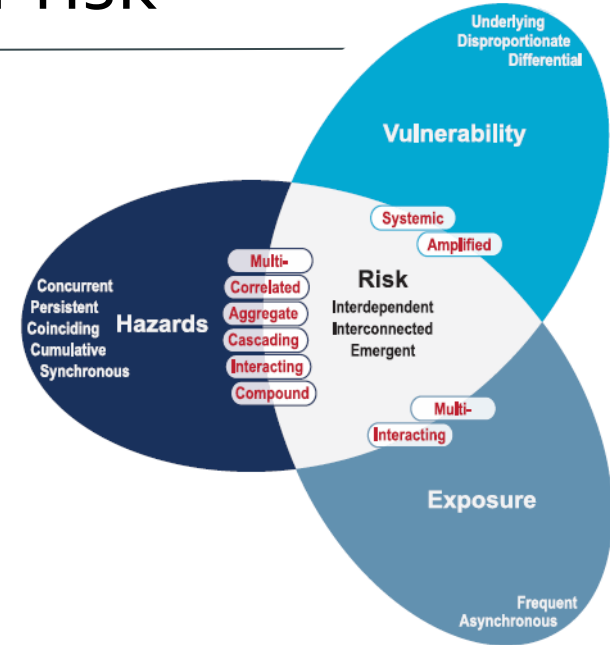 Risk
Underlying
Disproportionate
Differential
Vulnerability
Systemic
Amplified
Multi-
Correlated
Aggregate
Cascading
Interacting
Compound
Concurrent
Persistent
Coinciding
Cumulative
Synchronous
Hazards
Risk
Interdependent
Interconnected
Emergent
Multi-
Interacting
Exposure
Frequent
Asynchronous